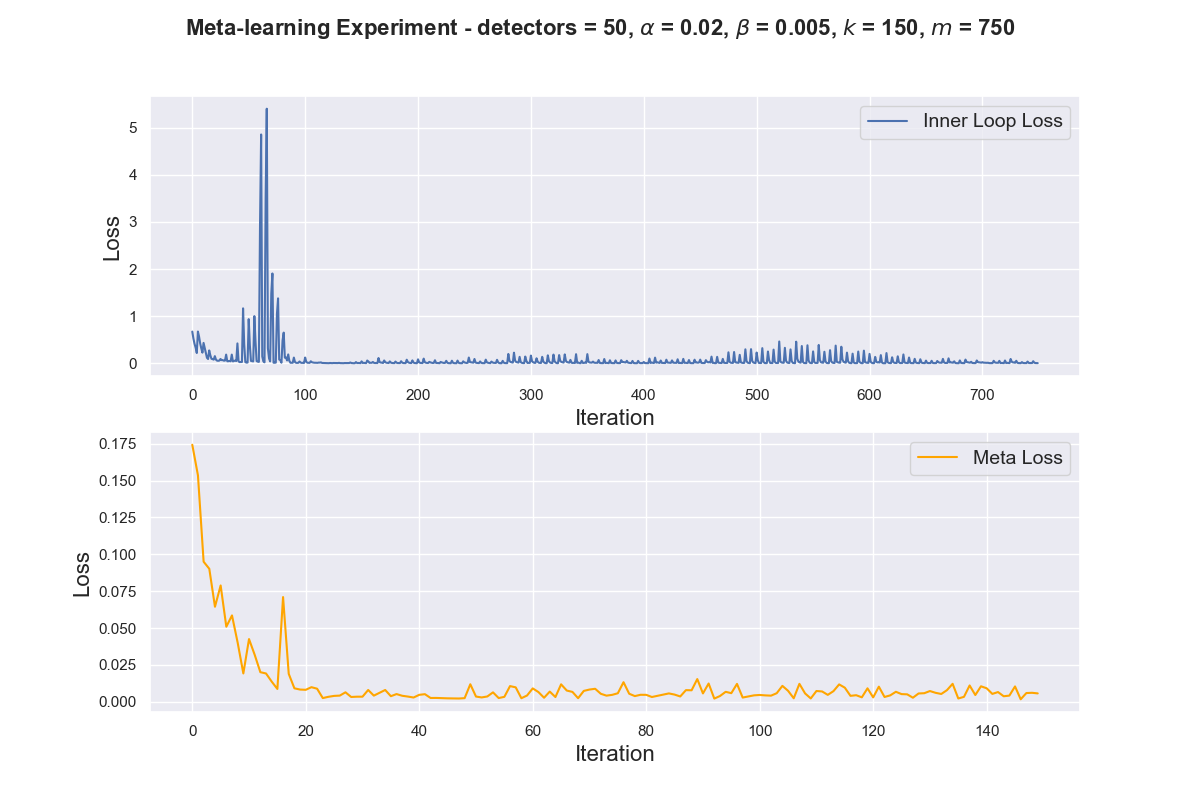 Meta-learning Experiment - detectors = 50, α = 0.02, β = 0.005, k = 150, m = 750
Inner Loop Loss
Loss
5
4
3
2
1
0
0 100 200 300 400 500 600 700
Iteration
Meta Loss
Loss
0.175
0.150
0.125
0.100
0.075
0.050
0.025
0.000
0 20 40 60 80 100 120 140
Iteration